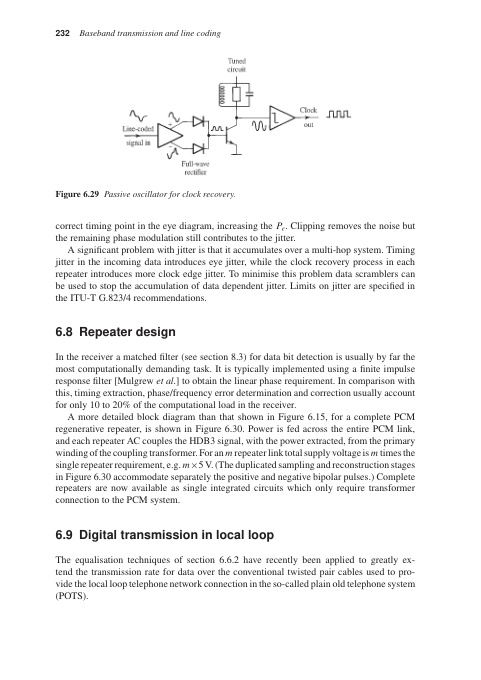 232 Baseband transmission and line coding
Tuned
circuit
Clock
out
Line-coded
signal in
+
−
Full-wave
rectifier
Figure 6.29 Passive oscillator for clock recovery.
correct timing point in the eye diagram, increasing the Pe. Clipping removes the noise but
the remaining phase modulation still contributes to the jitter.
A significant problem with jitter is that it accumulates over a multi-hop system. Timing
jitter in the incoming data introduces eye jitter, while the clock recovery process in each
repeater introduces more clock edge jitter. To minimise this problem data scramblers can
be used to stop the accumulation of data dependent jitter. Limits on jitter are specified in
the ITU-T G.823/4 recommendations.
6.8 Repeater design
In the receiver a matched filter (see section 8.3) for data bit detection is usually by far the
most computationally demanding task. It is typically implemented using a finite impulse
response filter [Mulgrew et al.] to obtain the linear phase requirement. In comparison with
this, timing extraction, phase/frequency error determination and correction usually account
for only 10 to 20% of the computational load in the receiver.
A more detailed block diagram than that shown in Figure 6.15, for a complete PCM
regenerative repeater, is shown in Figure 6.30. Power is fed across the entire PCM link,
and each repeater AC couples the HDB3 signal, with the power extracted, from the primary
winding of the coupling transformer. For an m repeater link total supply voltage is m times the
single repeater requirement, e.g. m × 5 V. (The duplicated sampling and reconstruction stages
in Figure 6.30 accommodate separately the positive and negative bipolar pulses.) Complete
repeaters are now available as single integrated circuits which only require transformer
connection to the PCM system.
6.9 Digital transmission in local loop
The equalisation techniques of section 6.6.2 have recently been applied to greatly ex-
tend the transmission rate for data over the conventional twisted pair cables used to pro-
vide the local loop telephone network connection in the so-called plain old telephone system
(POTS).